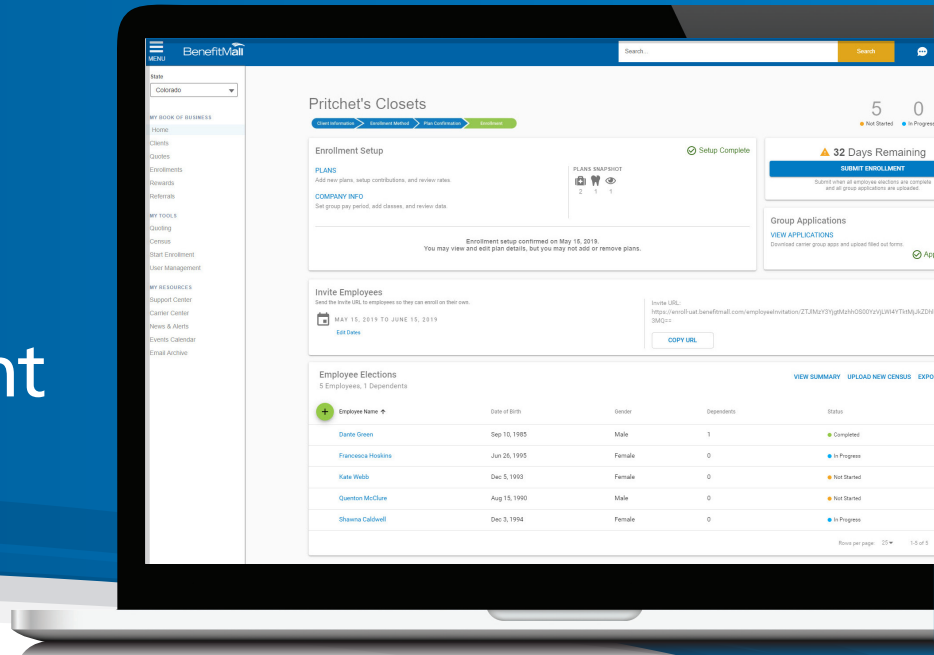 nt
MENU
BenefitMall
Search...
Search
State
Colorado
MY BOOK OF BUSINESS
Home
Clients
Quotes
Enrollments
Rewards
Referrals
MY TOOLS
Quoting
Census
Start Enrollment
User Management
MY RESOURCES
Support Center
Carrier Center
News & Alerts
Events Calendar
Email Archive
Pritchet's Closets
Client Information Enrollment Method Plan Confirmation Enrollment
5 0
Not Started In Progress
Enrollment Setup
Setup Complete
PLANS
Add new plans, setup contributions, and review rates.
COMPANY INFO
Set group pay period, add classes, and review data.
PLANS SNAPSHOT
2 1 1
Enrollment setup confirmed on May 15, 2019.
You may view and edit plan details, but you may not add or remove plans.
32 Days Remaining
SUBMIT ENROLLMENT
Submit when all employee elections are complete
and all group applications are uploaded.
Group Applications
VIEW APPLICATIONS
Download carrier group apps and upload filled out forms
App
Invite Employees
Send the invite URL to employees so they can enroll on their own.
MAY 15, 2019 TO JUNE 15, 2019
Edit Dates
Invite URL:
COPY URL
Employee Elections
5 Employees, 1 Dependents
VIEW SUMMARY UPLOAD NEW CENSUS EXPO
Employee Name Date of Birth Gender Dependents Status
Dante Green Sep 10, 1985 Male 1 Completed
Francesca Hoskins Jun 26, 1995 Female 0 In Progress
Kate Webb Dec 5, 1993 Female 0 Not Started
Quenton McClure Aug 15, 1990 Male 0 Not Started
Shawna Caldwell Dec 3, 1994 Female 0 In Progress
Rows per page: 25 1-5 of 5